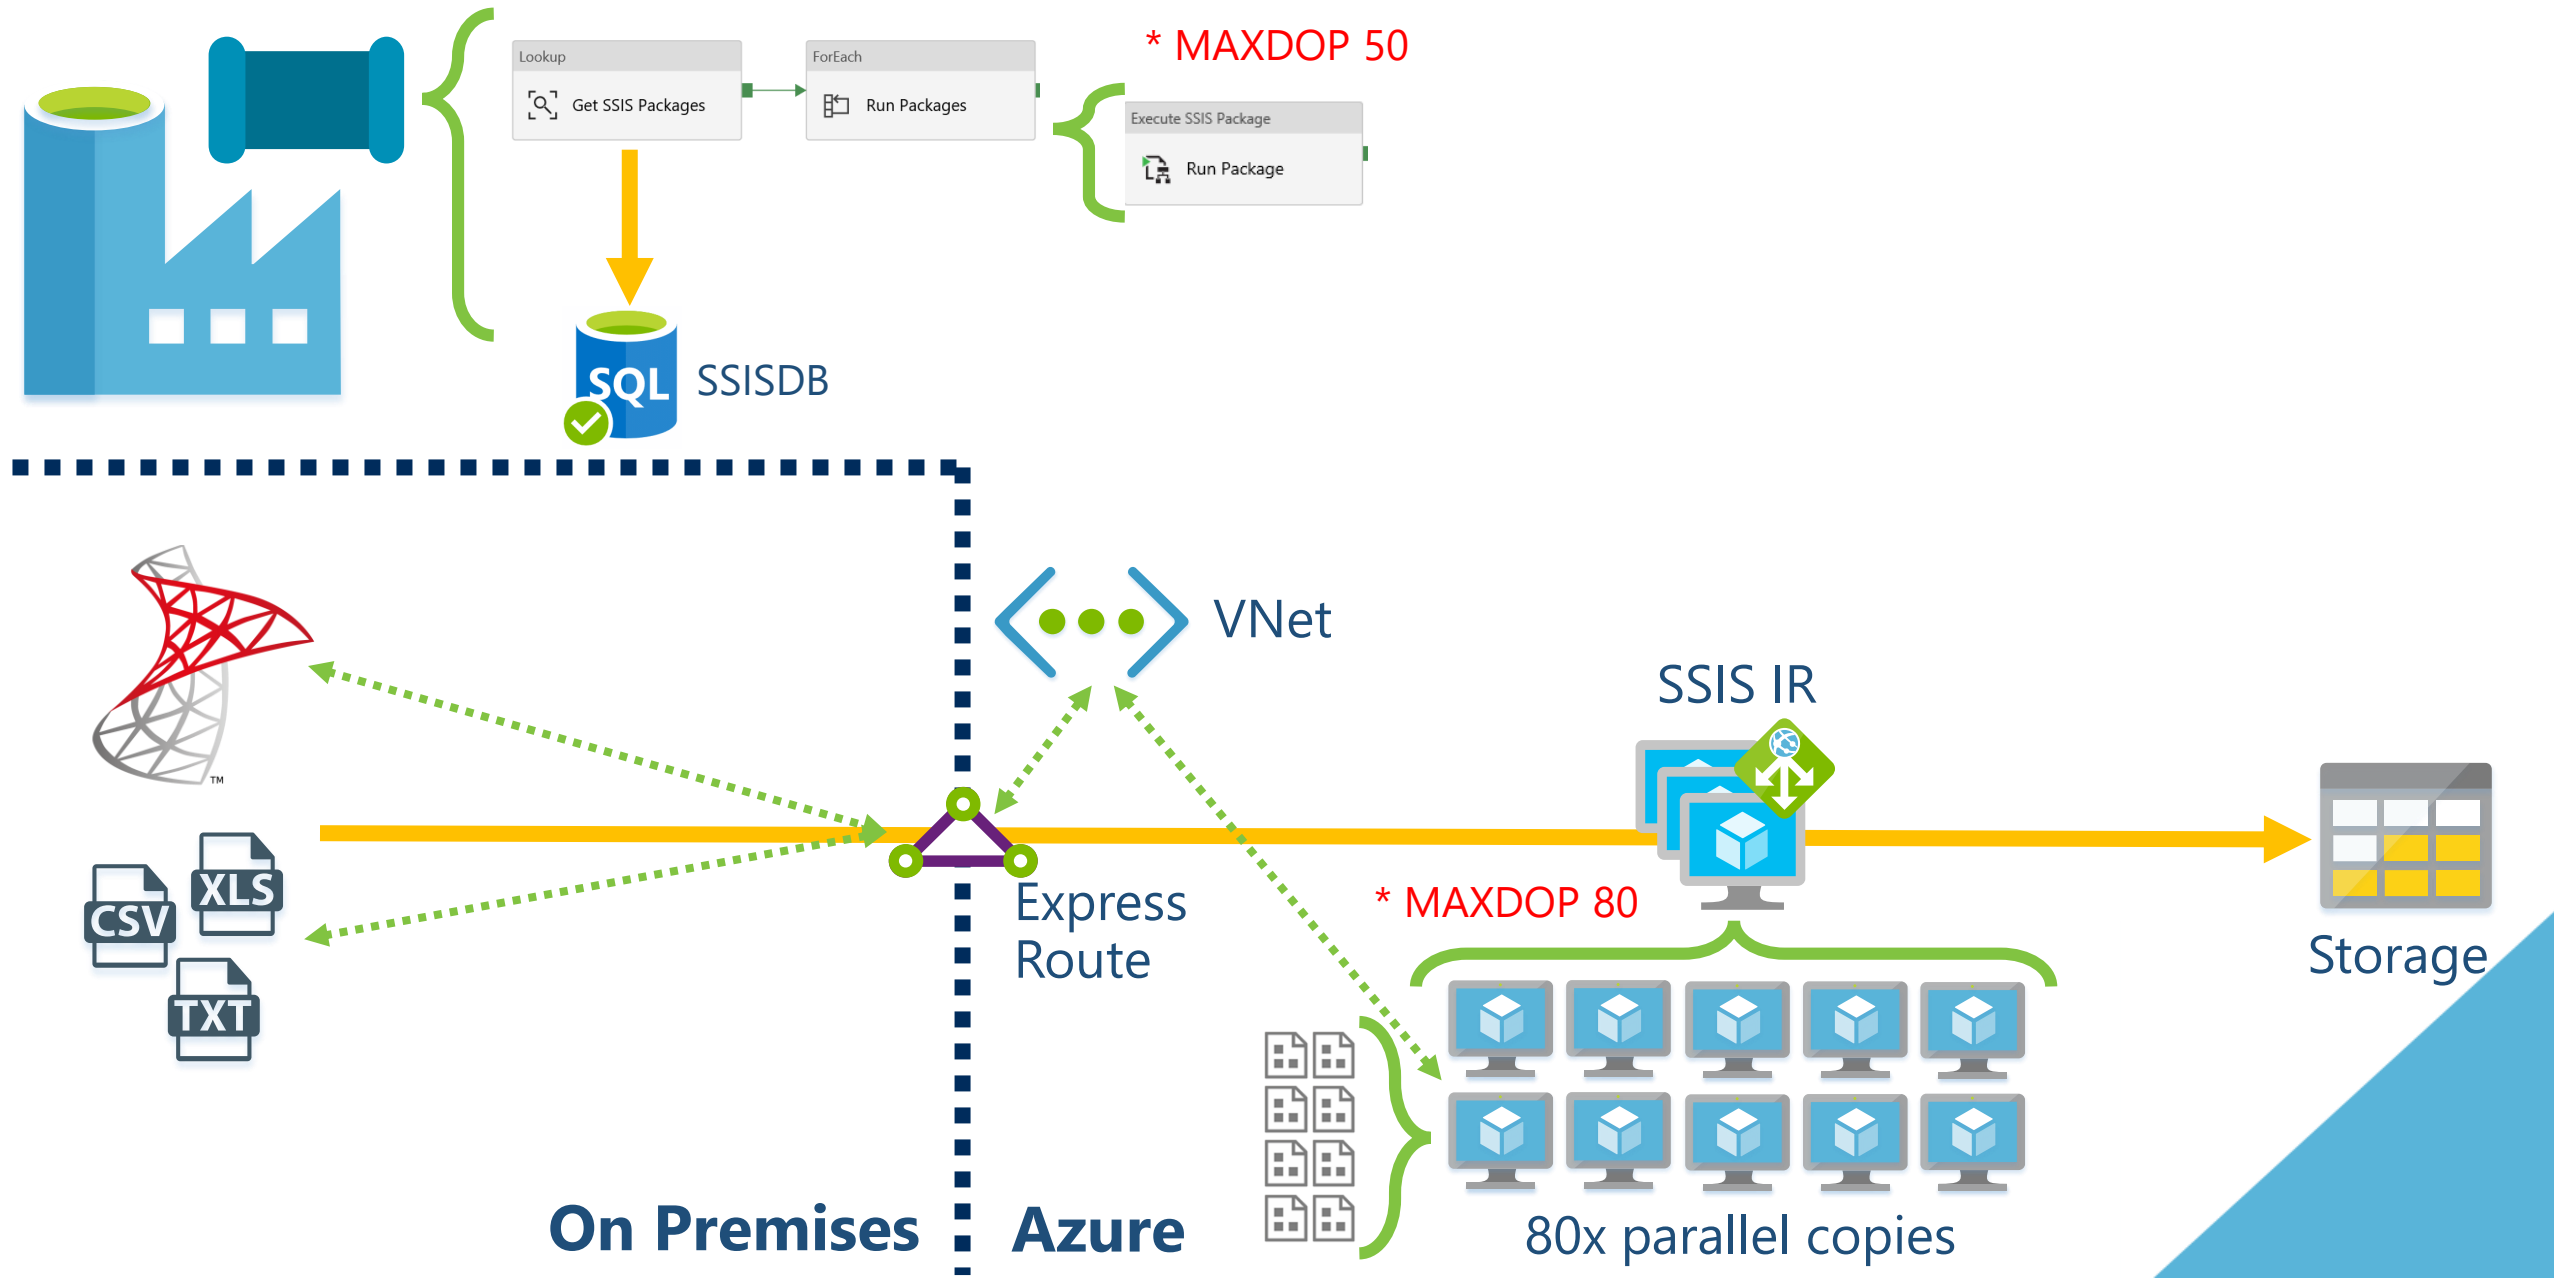 * MAXDOP 50
Lookup
Get SSIS Packages
ForEach
Run Packages
Execute SSIS Package
Run Package
SQL
SSISDB
VNet
SSIS IR
TM
XLS
CSV
TXT
Express
Route
* MAXDOP 80
Storage
80x parallel copies
On Premises
Azure